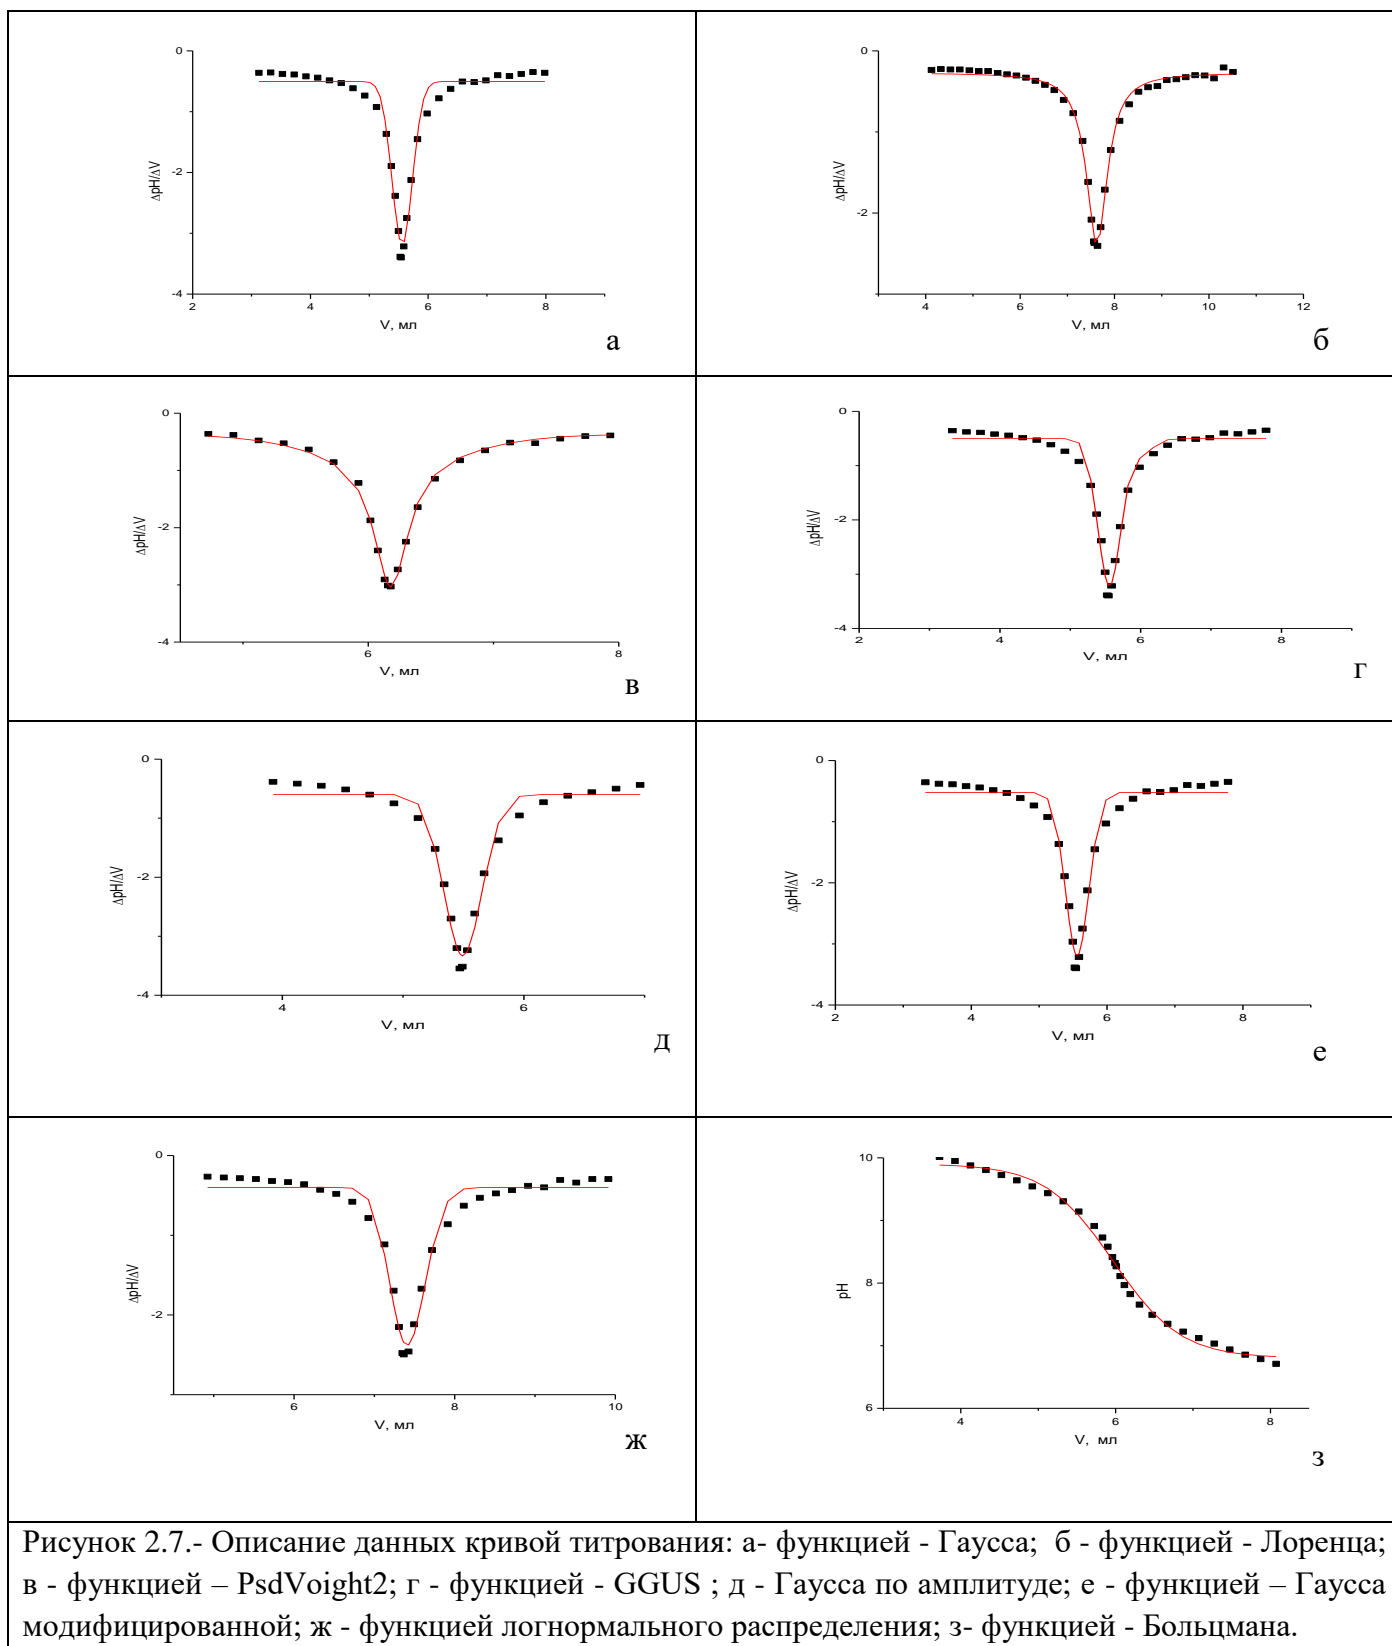 0
-2
-4
2
4
6
8
ΔpH/ΔV
V, мл
а
0
-2
4
6
8
10
12
ΔpH/ΔV
V, мл
б
0
-2
-4
6
8
ΔpH/ΔV
V, мл
в
0
-2
-4
2
4
6
8
ΔpH/ΔV
V, мл
г
0
-2
-4
4
6
ΔpH/ΔV
V, мл
д
0
-2
-4
2
4
6
8
ΔpH/ΔV
V, мл
е
0
-2
6
8
10
ΔpH/ΔV
V, мл
ж
10
8
6
4
6
8
pH
V, мл
з
Рисунок 2.7.- Описание данных кривой титрования: а- функцией - Гаусса; б - функцией - Лоренца;
в - функцией – PsdVoight2; г - функцией - GGUS ; д - Гаусса по амплитуде; е - функцией – Гаусса
модифицированной; ж - функцией логнормального распределения; з- функцией - Больцмана.